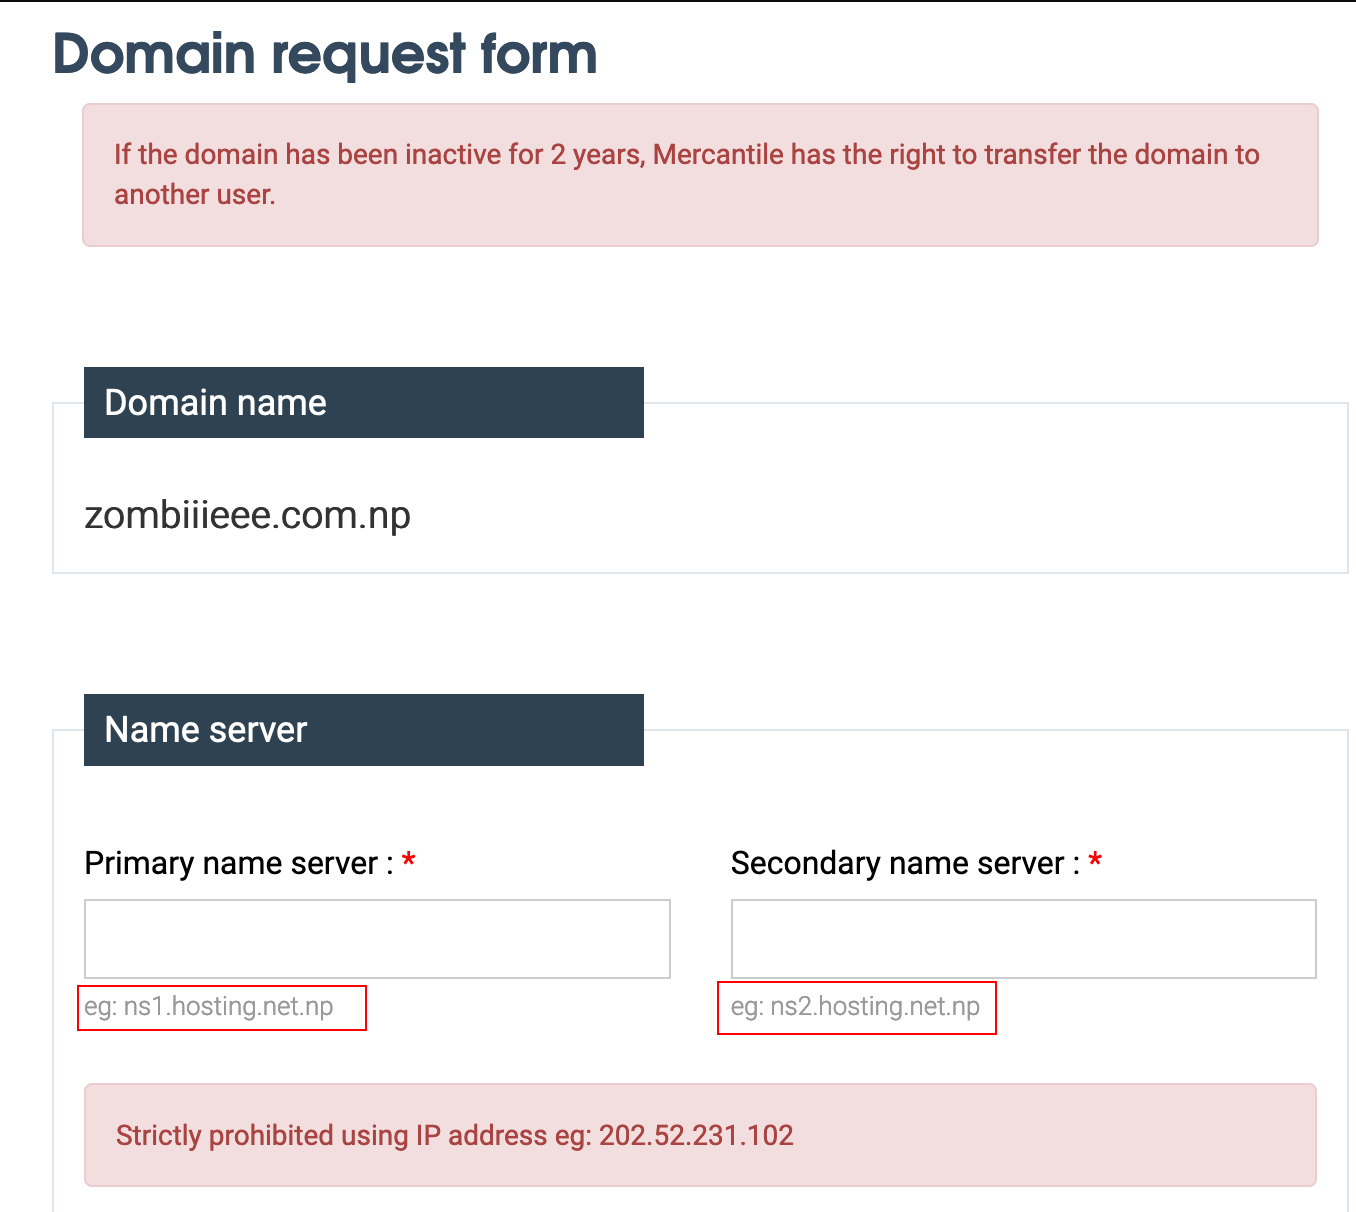 Domain request form
If the domain has been inactive for 2 years, Mercantile has the right to transfer the domain to
another user.
Domain name
zombiiieee.com.np
Name server
Primary name server : *
Secondary name server : *
eg: ns1.hosting.net.np
eg: ns2.hosting.net.np
Strictly prohibited using IP address eg: 202.52.231.102